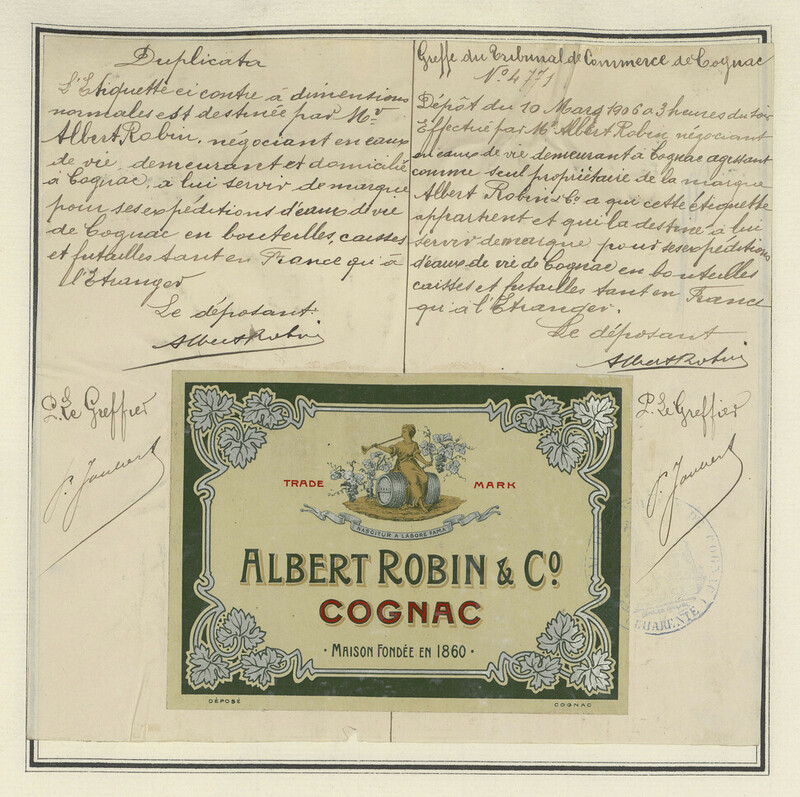 Duplicata
L'Etiquette ci contre à dimensions
normales est destinée par Mr
Albert Robin, négociant en eaux
de vie, demeurant et domicilié
à Cognac, à lui servir de marque
pour ses expéditions d'eaux de vie
de Cognac en bouteilles, caisses
et futailles tant en France qu'à
l'Etranger
Le déposant
Albert Robin
P. Le Greffier
Greffe du Tribunal de Commerce de Cognac
No 4771
Dépôt du 10 Mars 1906 a 3 heures du soir
Effectué par Mr Albert Robin négociant
en eaux de vie demeurant à Cognac agissant
comme seul propriétaire de la marque
Albert Robin & Co a qui cette étiquette
appartient et qui la destine à lui
servir de marque pour ses expéditions
d'eaux de vie de Cognac en bouteilles
caisses et futailles tant en France
qu'à l'Etranger.
Le déposant
Albert Robin
P. Le Greffier
TRADE MARK
NASCITUR A LABORE FAMA
ALBERT ROBIN & Co
COGNAC
· MAISON FONDÉE EN 1860 ·
DÉPOSÉ
COGNAC
CHARENTE